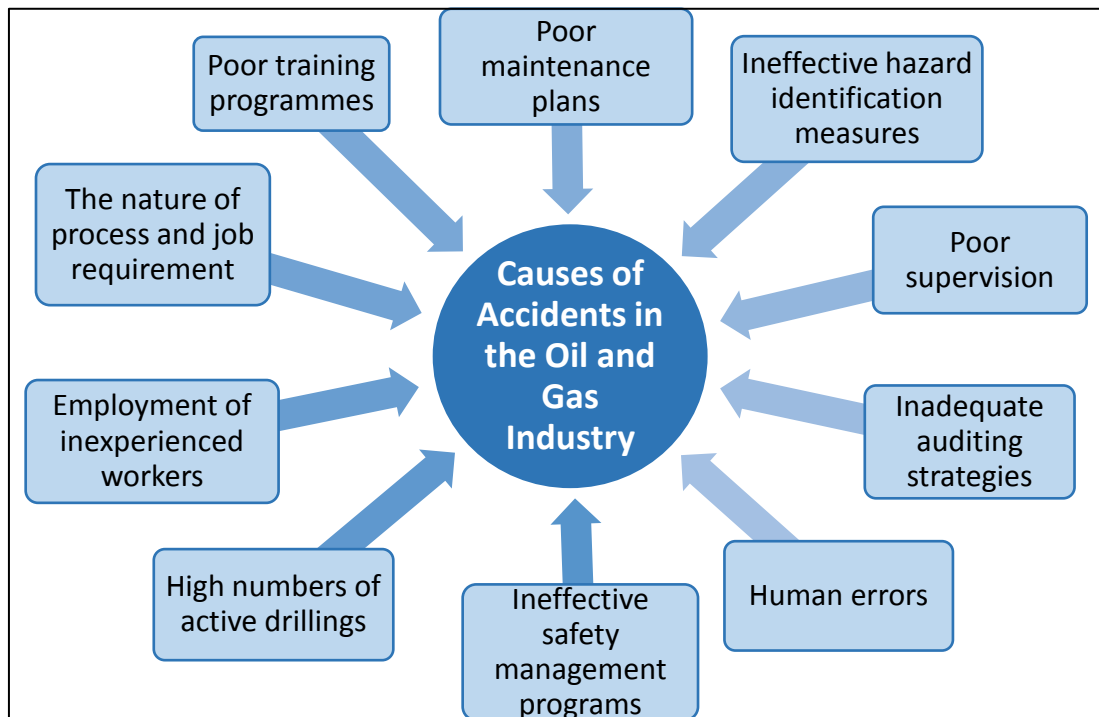 Poor
maintenance
plans
Ineffective hazard
identification
measures
Poor
supervision
Inadequate
auditing
strategies
Human errors
Ineffective
safety
management
programs
High numbers of
active drillings
Employment of
inexperienced
workers
The nature of
process and job
requirement
Poor training
programmes
Causes of
Accidents in
the Oil and
Gas
Industry